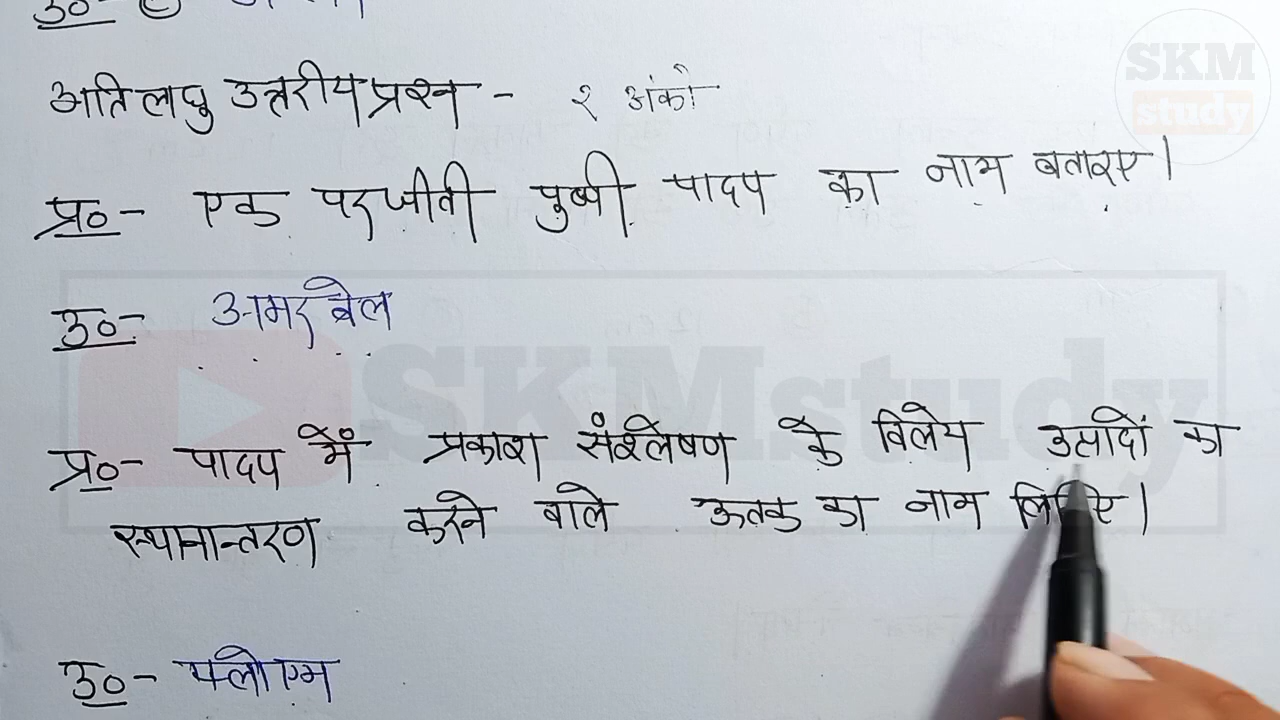 उ०-
SKM
study
अति लघु उत्तरीय प्रश्न - २ अंको
प्र०- एक परजीवी पुष्पी पादप का नाम बताइए।
उ०- अमरबेल
SKMstudy
प्र०- पादप में प्रकाश संश्लेषण के विलेय उत्पादों का
स्थानान्तरण करने वाले ऊतक का नाम लिखिए।
उ०- फ्लोएम